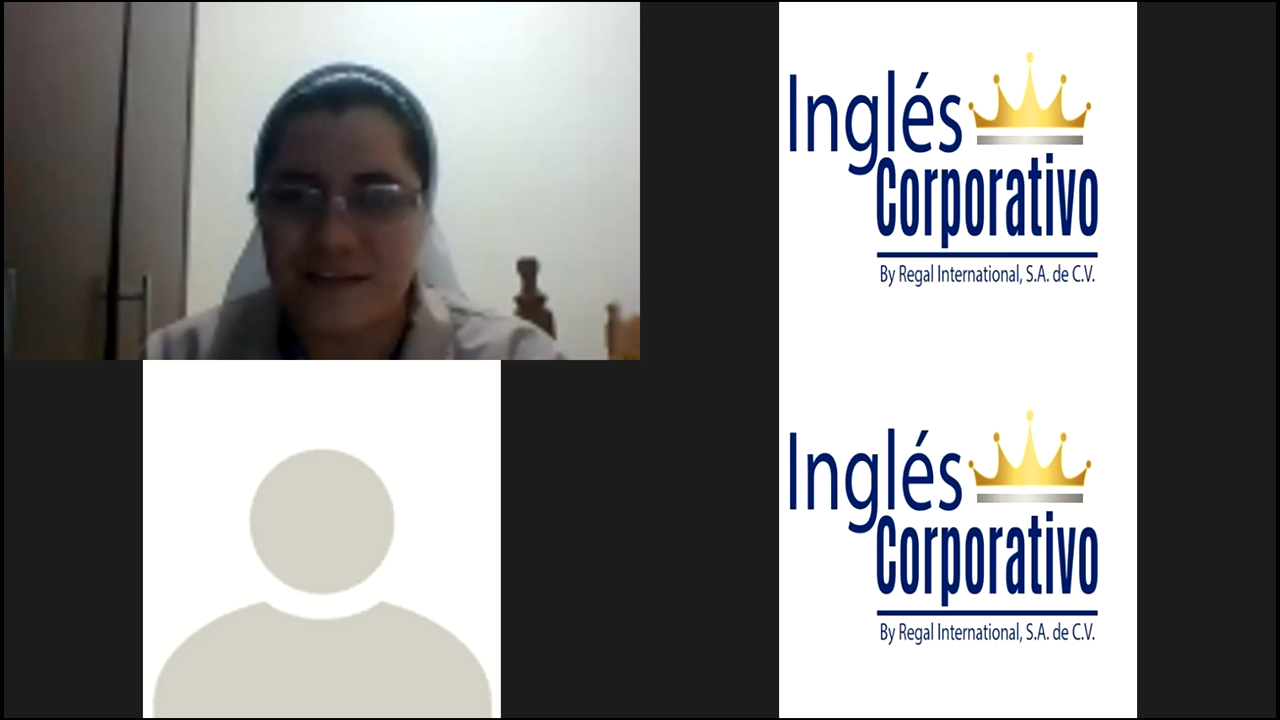 Inglés
Corporativo
By Regal International, S.A. de C.V.
Inglés
Corporativo
By Regal International, S.A. de C.V.